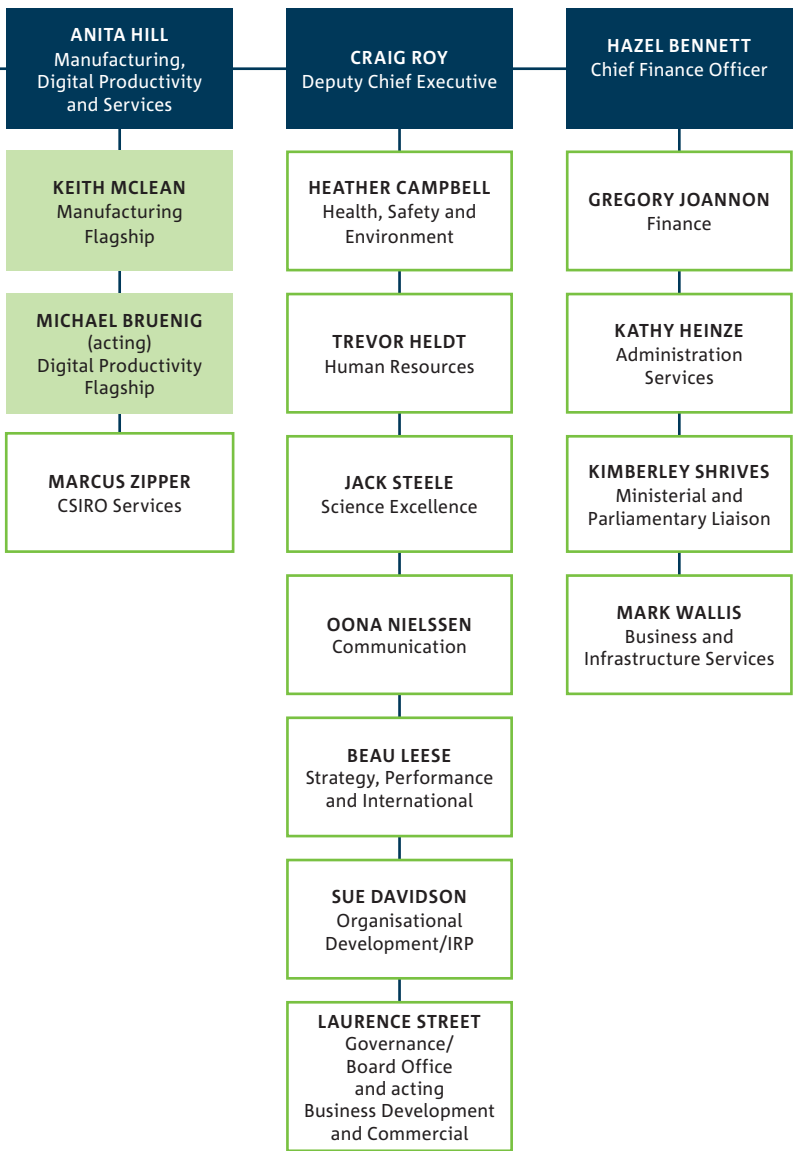 ANITA HILL
Manufacturing,
Digital Productivity
and Services
KEITH MCLEAN
Manufacturing
Flagship
MICHAEL BRUENIG
(acting)
Digital Productivity
Flagship
MARCUS ZIPPER
CSIRO Services
CRAIG ROY
Deputy Chief Executive
HEATHER CAMPBELL
Health, Safety and
Environment
TREVOR HELDT
Human Resources
JACK STEELE
Science Excellence
OONA NIELSSEN
Communication
BEAU LEESE
Strategy, Performance
and International
SUE DAVIDSON
Organisational
Development/IRP
LAURENCE STREET
Governance/
Board Office
and acting
Business Development
and Commercial
HAZEL BENNETT
Chief Finance Officer
GREGORY JOANNON
Finance
KATHY HEINZE
Administration
Services
KIMBERLEY SHRIVES
Ministerial and
Parliamentary Liaison
MARK WALLIS
Business and
Infrastructure Services